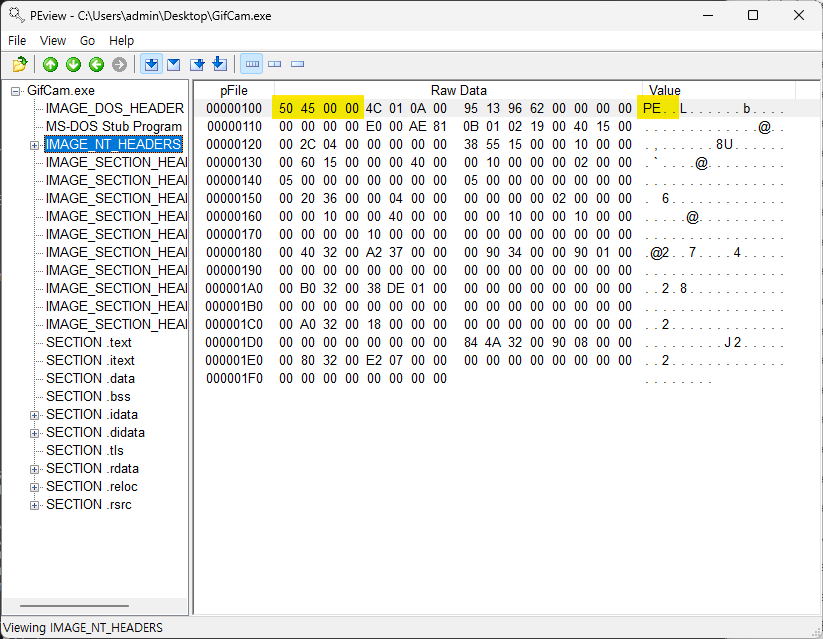 PEview - C:\Users\admin\Desktop\GifCam.exe
File View Go Help
GifCam.exe
IMAGE_DOS_HEADER
MS-DOS Stub Program
IMAGE_NT_HEADERS
IMAGE_SECTION_HEAI
IMAGE_SECTION_HEAI
IMAGE_SECTION_HEAI
IMAGE_SECTION_HEAI
IMAGE_SECTION_HEAI
IMAGE_SECTION_HEAI
IMAGE_SECTION_HEAI
IMAGE_SECTION_HEAI
IMAGE_SECTION_HEAI
IMAGE_SECTION_HEAI
SECTION .text
SECTION .itext
SECTION .data
SECTION .bss
SECTION .idata
SECTION .didata
SECTION .tls
SECTION .rdata
SECTION .reloc
SECTION .rsrc
pFile Raw Data Value
00000100 50 45 00 00 4C 01 0A 00 95 13 96 62 00 00 00 00 PE..L......b....
00000110 00 00 00 00 E0 00 AE 81 0B 01 02 19 00 40 15 00 .............@..
00000120 00 2C 04 00 00 00 00 00 38 55 15 00 00 10 00 00 .,......8U......
00000130 00 60 15 00 00 00 40 00 00 10 00 00 00 02 00 00 .`....@.........
00000140 05 00 00 00 00 00 00 00 05 00 00 00 00 00 00 00 ................
00000150 00 20 36 00 00 04 00 00 00 00 00 00 02 00 00 00 . 6.............
00000160 00 00 10 00 00 40 00 00 00 00 10 00 00 10 00 00 .....@..........
00000170 00 00 00 00 10 00 00 00 00 00 00 00 00 00 00 00 ................
00000180 00 40 32 00 A2 37 00 00 00 90 34 00 00 90 01 00 .@2..7....4.....
00000190 00 00 00 00 00 00 00 00 00 00 00 00 00 00 00 00 ................
000001A0 00 B0 32 00 38 DE 01 00 00 00 00 00 00 00 00 00 ..2.8...........
000001B0 00 00 00 00 00 00 00 00 00 00 00 00 00 00 00 00 ................
000001C0 00 A0 32 00 18 00 00 00 00 00 00 00 00 00 00 00 ..2.............
000001D0 00 00 00 00 00 00 00 00 84 4A 32 00 90 08 00 00 .........J2.....
000001E0 00 80 32 00 E2 07 00 00 00 00 00 00 00 00 00 00 ..2.............
000001F0 00 00 00 00 00 00 00 00 ........
Viewing IMAGE_NT_HEADERS